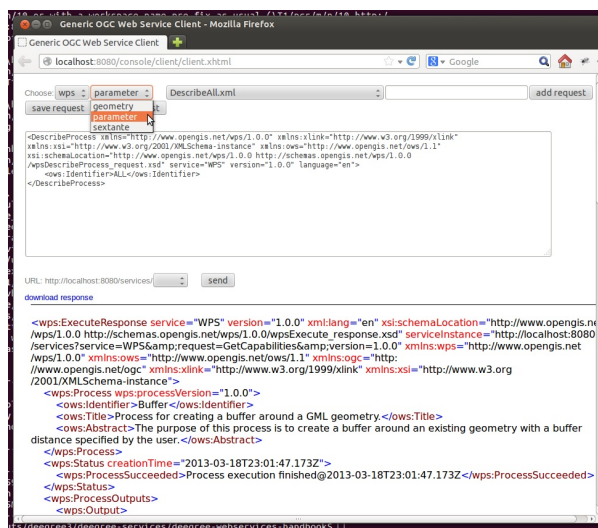 Generic OGC Web Service Client - Mozilla Firefox
Generic OGC Web Service Client
localhost:8080/console/client/client.xhtml
Google
Choose: wps parameter DescribeAll.xml add request
save request
geometry
parameter
sextante
<DescribeProcess xmlns="http://www.opengis.net/wps/1.0.0" xmlns:xlink="http://www.w3.org/1999/xlink"
xmlns:xsi="http://www.w3.org/2001/XMLSchema-instance" xmlns:ows="http://www.opengis.net/ows/1.1"
xsi:schemaLocation="http://www.opengis.net/wps/1.0.0 http://schemas.opengis.net/wps/1.0.0
/wpsDescribeProcess_request.xsd" service="WPS" version="1.0.0" language="en">
<ows:Identifier>ALL</ows:Identifier>
</DescribeProcess>
URL: http://localhost:8080/services/ send
download response
<wps:ExecuteResponse service="WPS" version="1.0.0" xml:lang="en" xsi:schemaLocation="http://www.opengis.ne
/wps/1.0.0 http://schemas.opengis.net/wps/1.0.0/wpsExecute_response.xsd" serviceInstance="http://localhost:8080
/services?service=WPS&amp;request=GetCapabilities&amp;version=1.0.0" xmlns:wps="http://www.opengis.net
/wps/1.0.0" xmlns:ows="http://www.opengis.net/ows/1.1" xmlns:ogc="http:
//www.opengis.net/ogc" xmlns:xlink="http://www.w3.org/1999/xlink" xmlns:xsi="http://www.w3.org
/2001/XMLSchema-instance">
<wps:Process wps:processVersion="1.0.0">
<ows:Identifier>Buffer</ows:Identifier>
<ows:Title>Process for creating a buffer around a GML geometry.</ows:Title>
<ows:Abstract>The purpose of this process is to create a buffer around an existing geometry with a buffer
distance specified by the user.</ows:Abstract>
</wps:Process>
<wps:Status creationTime="2013-03-18T23:01:47.173Z">
<wps:ProcessSucceeded>Process execution finished@2013-03-18T23:01:47.173Z</wps:ProcessSucceeded>
</wps:Status>
<wps:ProcessOutputs>
<wps:Output>